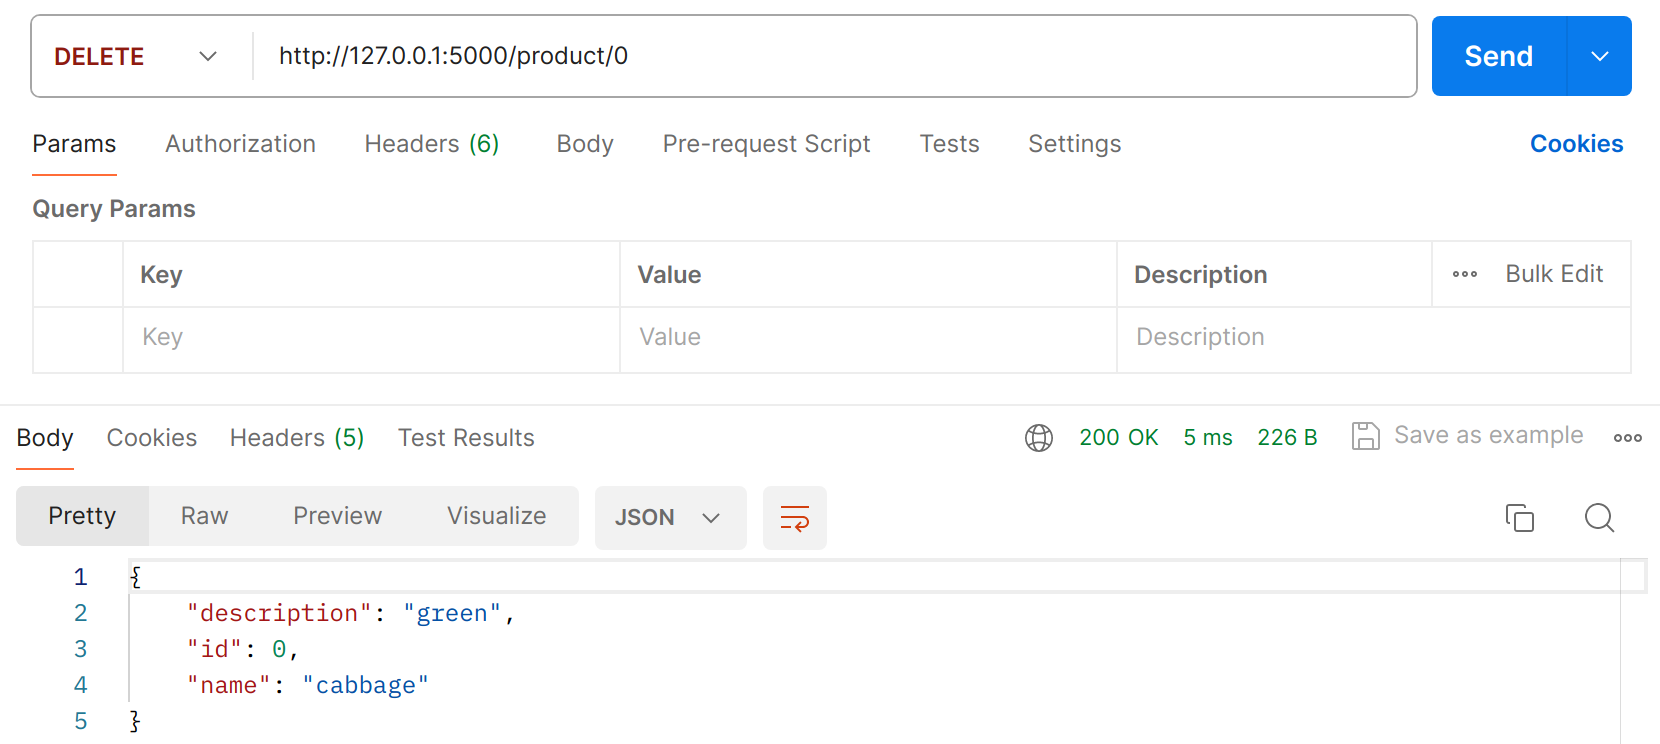 DELETE http://127.0.0.1:5000/product/0 Send
Params Authorization Headers (6) Body Pre-request Script Tests Settings Cookies
Query Params
Key Value Description Bulk Edit
Key Value Description
Body Cookies Headers (5) Test Results 200 OK 5 ms 226 B Save as example
Pretty Raw Preview Visualize JSON
1 {
2 "description": "green",
3 "id": 0,
4 "name": "cabbage"
5 }